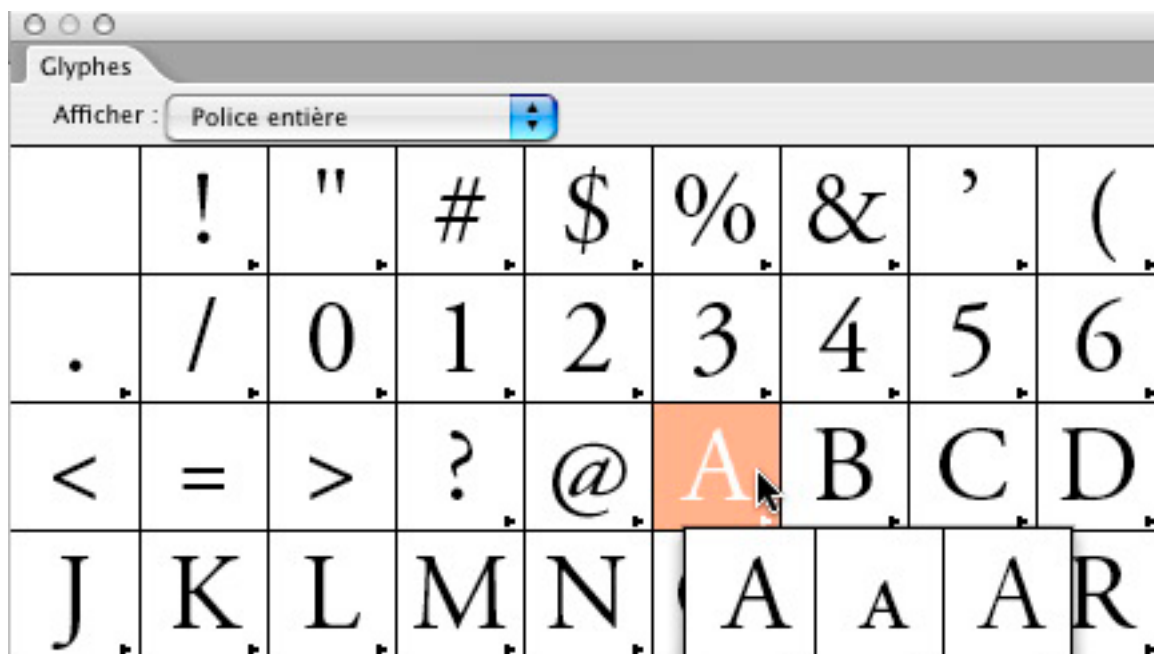 Glyphes
Afficher : Police entière
! " # $ % & ’ (
. / 0 1 2 3 4 5 6
< = > ? @ A B C D
J K L M N A A A R